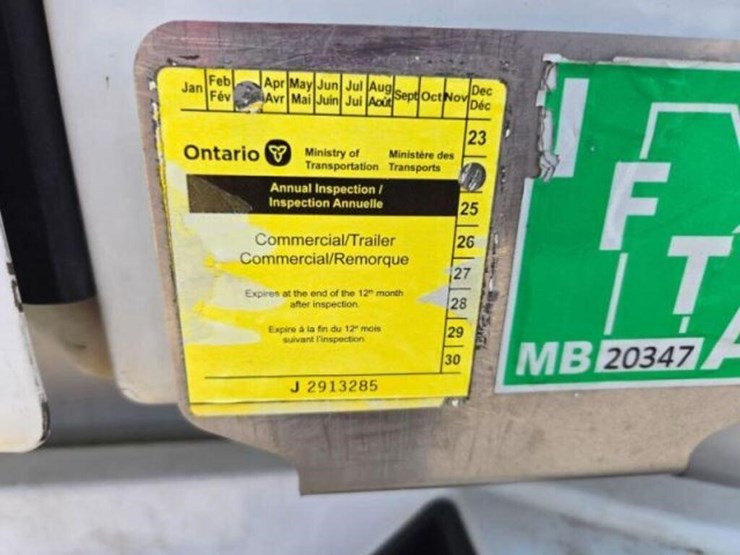 Jan Feb Apr May Jun Jul Aug Sept Oct Nov Dec
Fév Avr Mai Juin Jui Août Déc
23
Ontario Ministry of Ministère des
Transportation Transports
Annual Inspection /
Inspection Annuelle
25
Commercial/Trailer
26
Commercial/Remorque
27
Expires at the end of the 12th month
after inspection.
28
Expire à la fin du 12e mois
suivant l'inspection
29
30
J 2913285
I
F
T
A
MB 20347